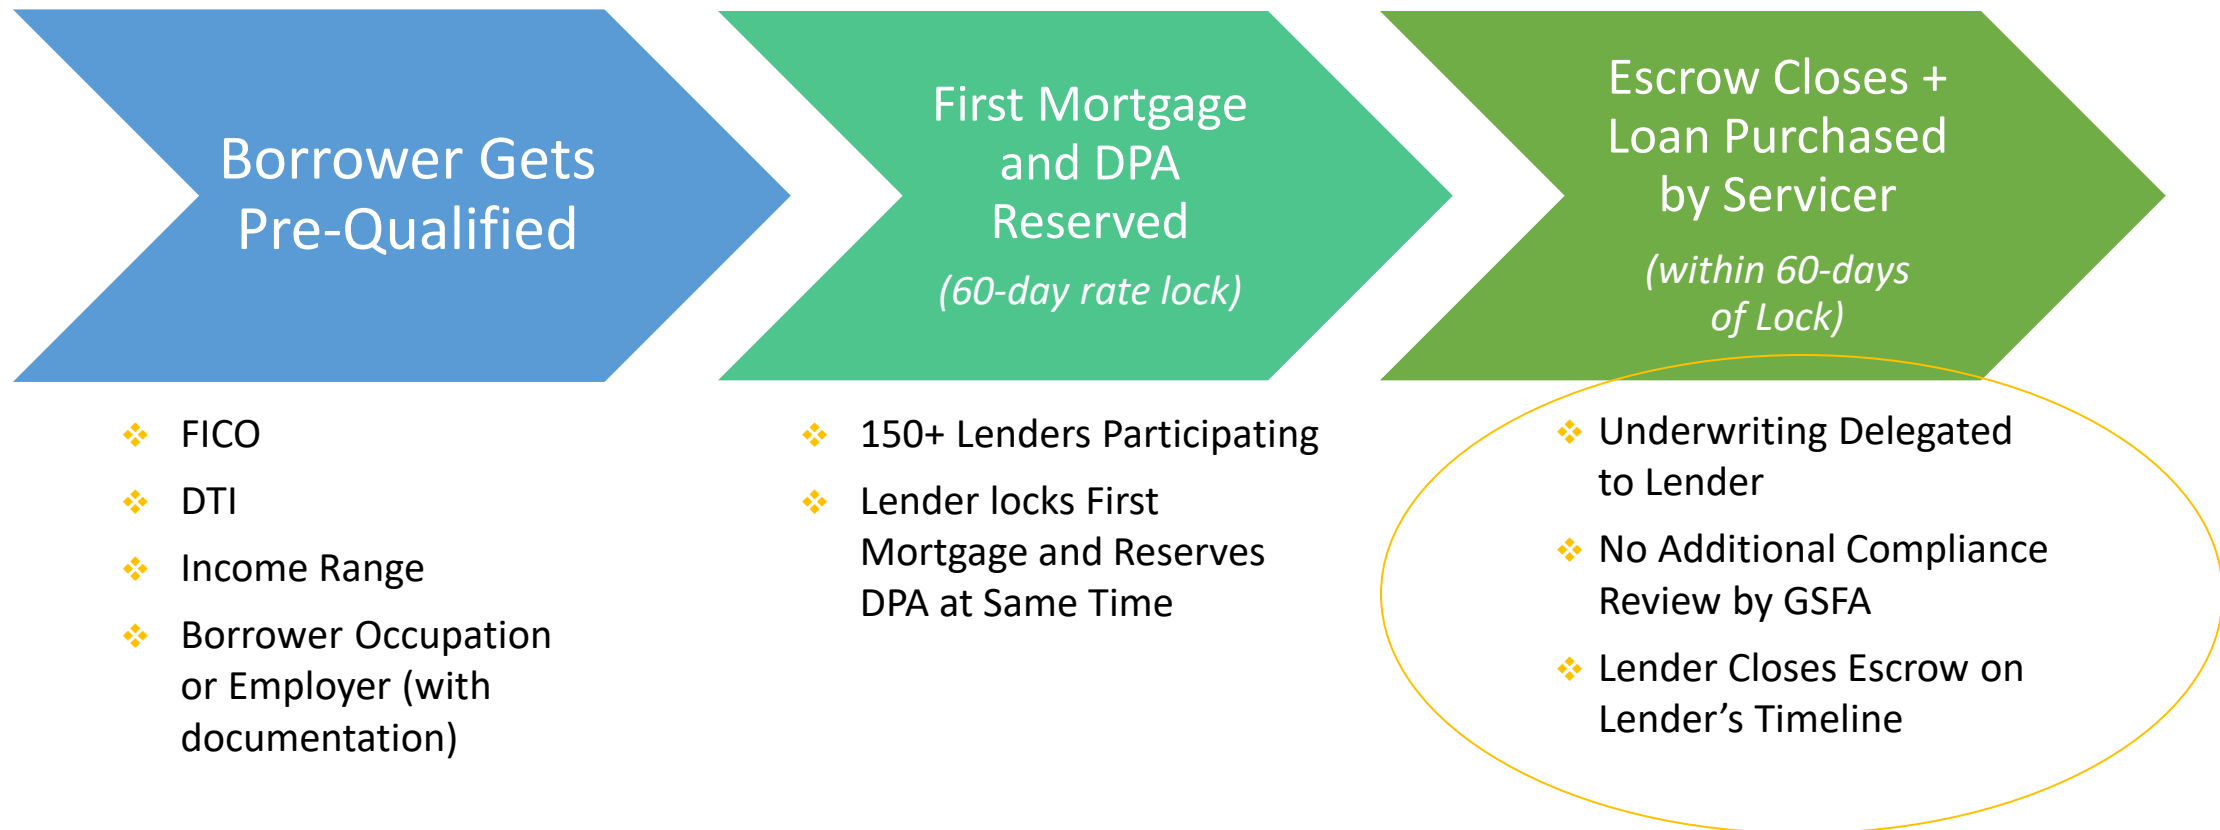 Borrower Gets
Pre-Qualified
FICO
DTI
Income Range
Borrower Occupation
or Employer (with
documentation)
First Mortgage
and DPA
Reserved
(60-day rate lock)
150+ Lenders Participating
Lender locks First
Mortgage and Reserves
DPA at Same Time
Escrow Closes +
Loan Purchased
by Servicer
(within 60-days
of Lock)
Underwriting Delegated
to Lender
No Additional Compliance
Review by GSFA
Lender Closes Escrow on
Lender’s Timeline